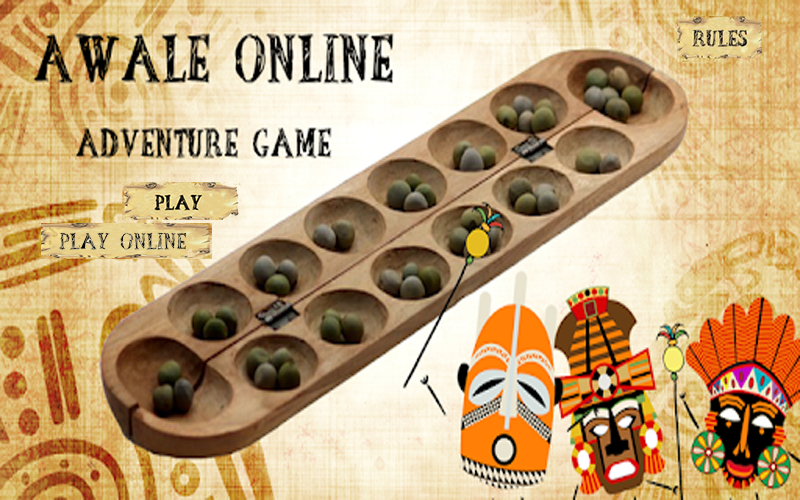 AWALE ONLINE
RULES
ADVENTURE GAME
PLAY
PLAY ONLINE